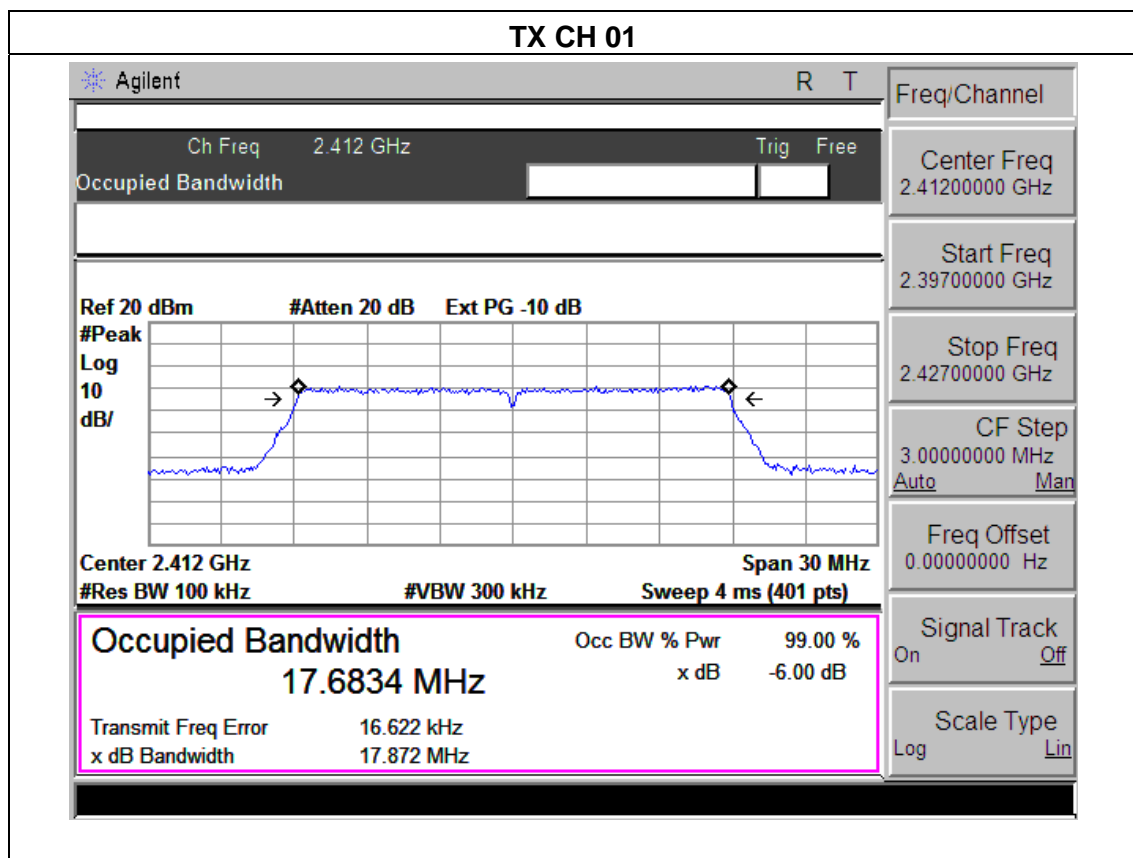 TX CH 01
Agilent R T
Ch Freq 2.412 GHz Trig Free
Occupied Bandwidth
Ref 20 dBm #Atten 20 dB Ext PG -10 dB
#Peak
Log
10
dB/
Center 2.412 GHz Span 30 MHz
#Res BW 100 kHz #VBW 300 kHz Sweep 4 ms (401 pts)
Occupied Bandwidth Occ BW % Pwr 99.00 %
17.6834 MHz x dB -6.00 dB
Transmit Freq Error 16.622 kHz
x dB Bandwidth 17.872 MHz
Freq/Channel
Center Freq
2.41200000 GHz
Start Freq
2.39700000 GHz
Stop Freq
2.42700000 GHz
CF Step
3.00000000 MHz
Auto Man
Freq Offset
0.00000000 Hz
Signal Track
On Off
Scale Type
Log Lin